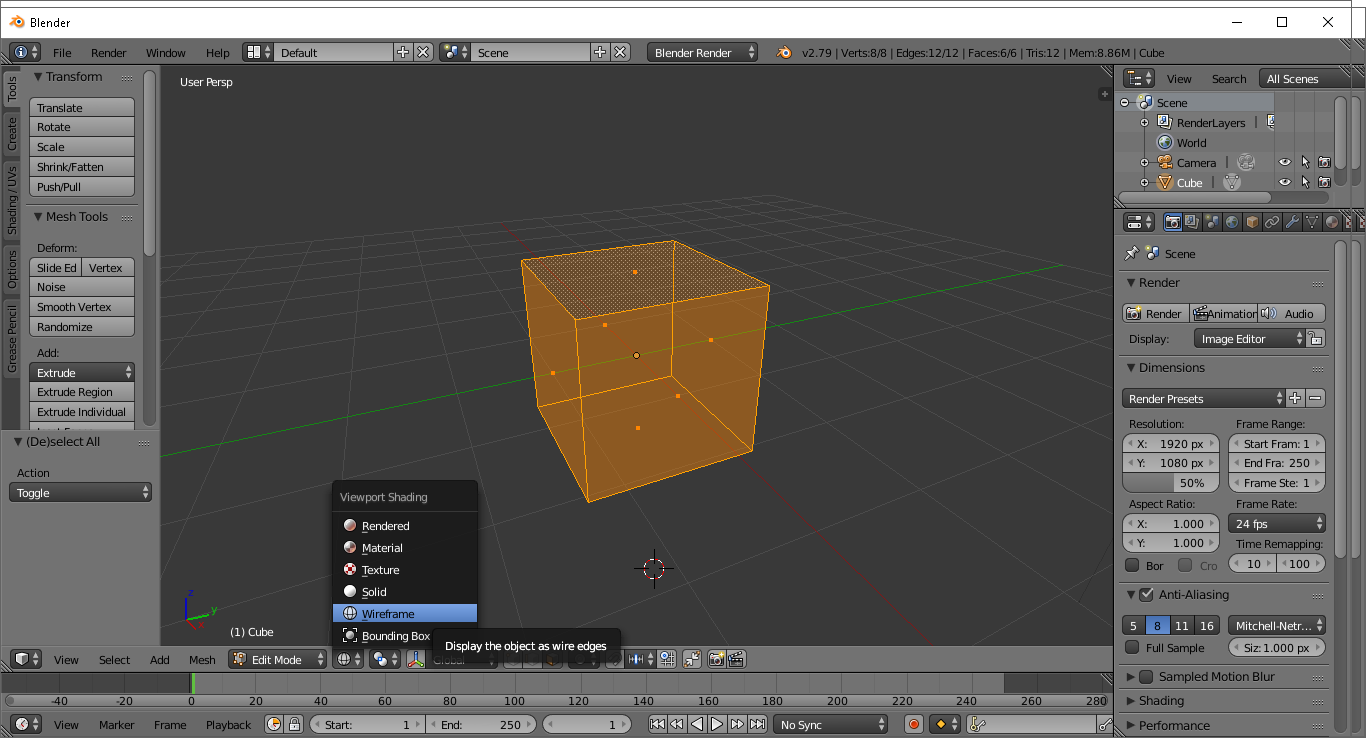 Blender
File Render Window Help Default Scene Blender Render v2.79 | Verts:8/8 | Edges:12/12 | Faces:6/6 | Tris:12 | Mem:8.86M | Cube
Tools
Create
Shading / UVs
Options
Grease Pencil
Transform
Translate
Rotate
Scale
Shrink/Fatten
Push/Pull
Mesh Tools
Deform:
Slide Ed Vertex
Noise
Smooth Vertex
Randomize
Add:
Extrude
Extrude Region
Extrude Individual
(De)select All
Action
Toggle
User Persp
z
y
x
(1) Cube
Viewport Shading
Rendered
Material
Texture
Solid
Wireframe
Bounding Box
Display the object as wire edges
View Select Add Mesh Edit Mode Global
-40 -20 0 20 40 60 80 100 120 140 160 180 200 220 240 260 280
View Marker Frame Playback Start: 1 End: 250 1 No Sync
View Search All Scenes
Scene
RenderLayers |
World
Camera |
Cube |
Scene
Render
Render Animation Audio
Display: Image Editor
Dimensions
Render Presets
Resolution: Frame Range:
X: 1920 px Start Fram: 1
Y: 1080 px End Fra: 250
50% Frame Ste: 1
Aspect Ratio: Frame Rate:
X: 1.000 24 fps
Y: 1.000 Time Remapping:
Bor Cro 10 100
Anti-Aliasing
5 8 11 16 Mitchell-Netr...
Full Sample Siz: 1.000 px
Sampled Motion Blur
Shading
Performance